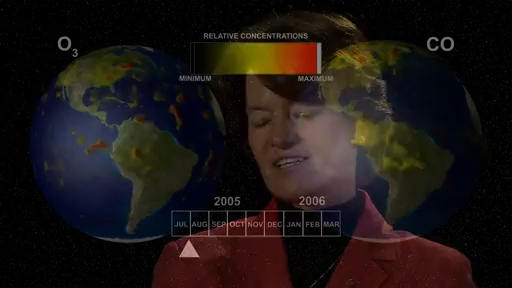 RELATIVE CONCENTRATIONS
O3
CO
MINIMUM
MAXIMUM
2005
2006
JUL AUG SEP OCT NOV DEC JAN FEB MAR